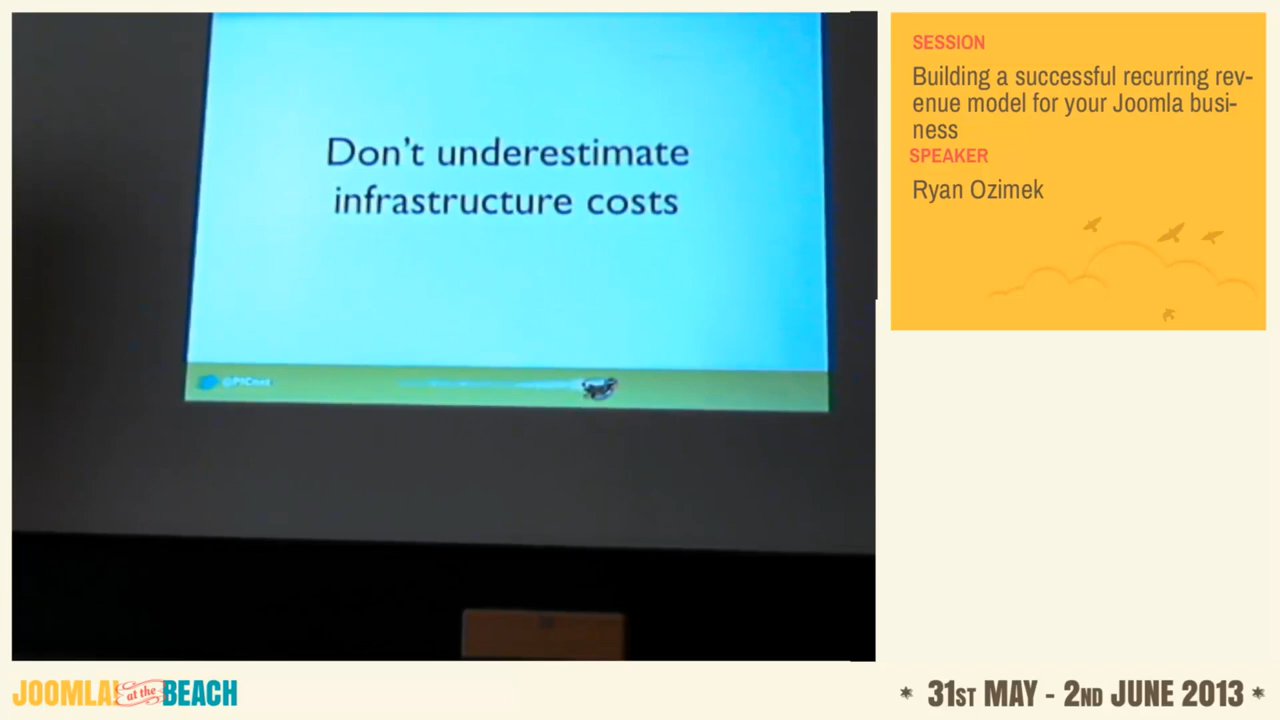 Don't underestimate
infrastructure costs
@PICnet
SESSION
Building a successful recurring rev-
enue model for your Joomla busi-
ness
SPEAKER
Ryan Ozimek
JOOMLA! at the BEACH
* 31ST MAY - 2ND JUNE 2013 *